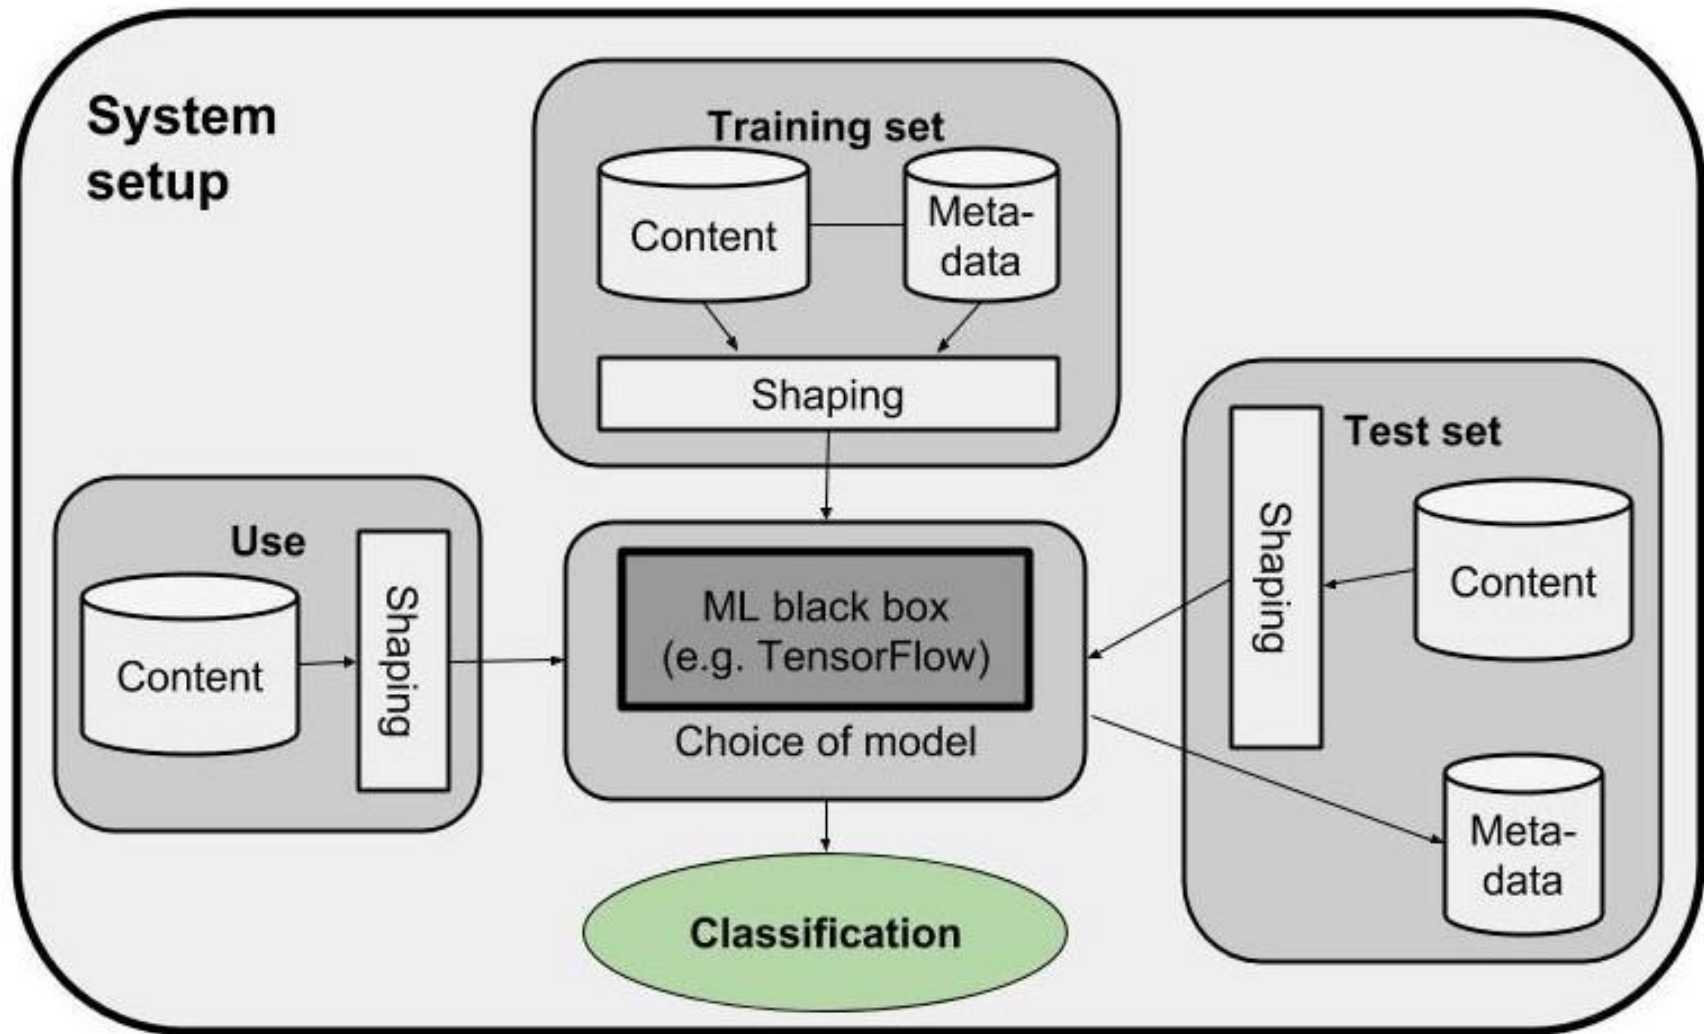 System
setup
Training set
Content
Meta-
data
Shaping
Use
Content
Shaping
ML black box
(e.g. TensorFlow)
Choice of model
Test set
Shaping
Content
Meta-
data
Classification